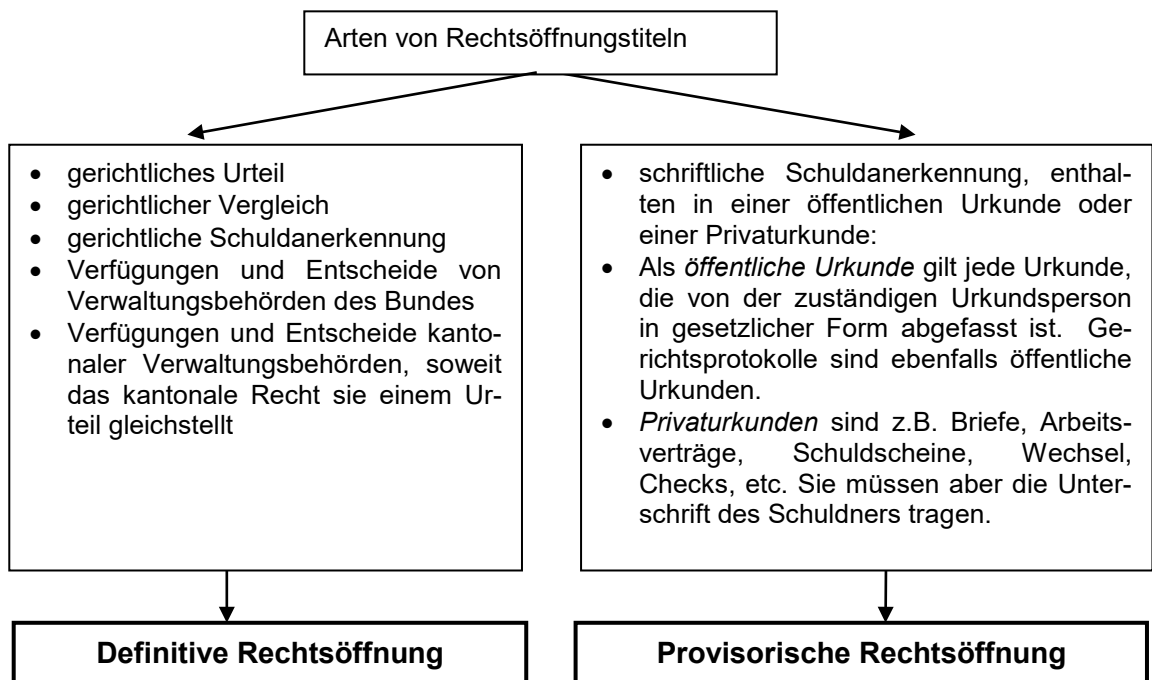 Arten von Rechtsöffnungstiteln
• gerichtliches Urteil
• gerichtlicher Vergleich
• gerichtliche Schuldanerkennung
• Verfügungen und Entscheide von
Verwaltungsbehörden des Bundes
• Verfügungen und Entscheide kanto-
naler Verwaltungsbehörden, soweit
das kantonale Recht sie einem Ur-
teil gleichstellt
• schriftliche Schuldanerkennung, enthal-
ten in einer öffentlichen Urkunde oder
einer Privaturkunde:
• Als öffentliche Urkunde gilt jede Urkunde,
die von der zuständigen Urkundsperson
in gesetzlicher Form abgefasst ist. Ge-
richtsprotokolle sind ebenfalls öffentliche
Urkunden.
• Privaturkunden sind z.B. Briefe, Arbeits-
verträge, Schuldscheine, Wechsel,
Checks, etc. Sie müssen aber die Unter-
schrift des Schuldners tragen.
Definitive Rechtsöffnung
Provisorische Rechtsöffnung